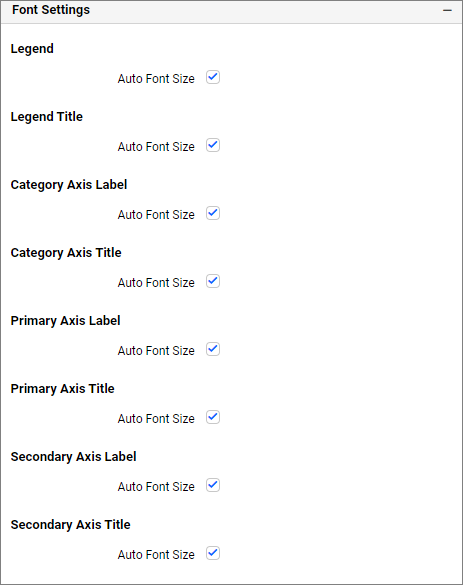 Font Settings
Legend
Auto Font Size
Legend Title
Auto Font Size
Category Axis Label
Auto Font Size
Category Axis Title
Auto Font Size
Primary Axis Label
Auto Font Size
Primary Axis Title
Auto Font Size
Secondary Axis Label
Auto Font Size
Secondary Axis Title
Auto Font Size